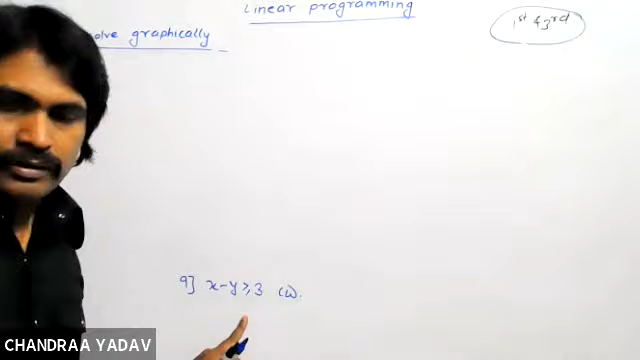 Linear programming
1st & 3rd
olve graphically
9] x-y≥3
CHANDRAA YADAV